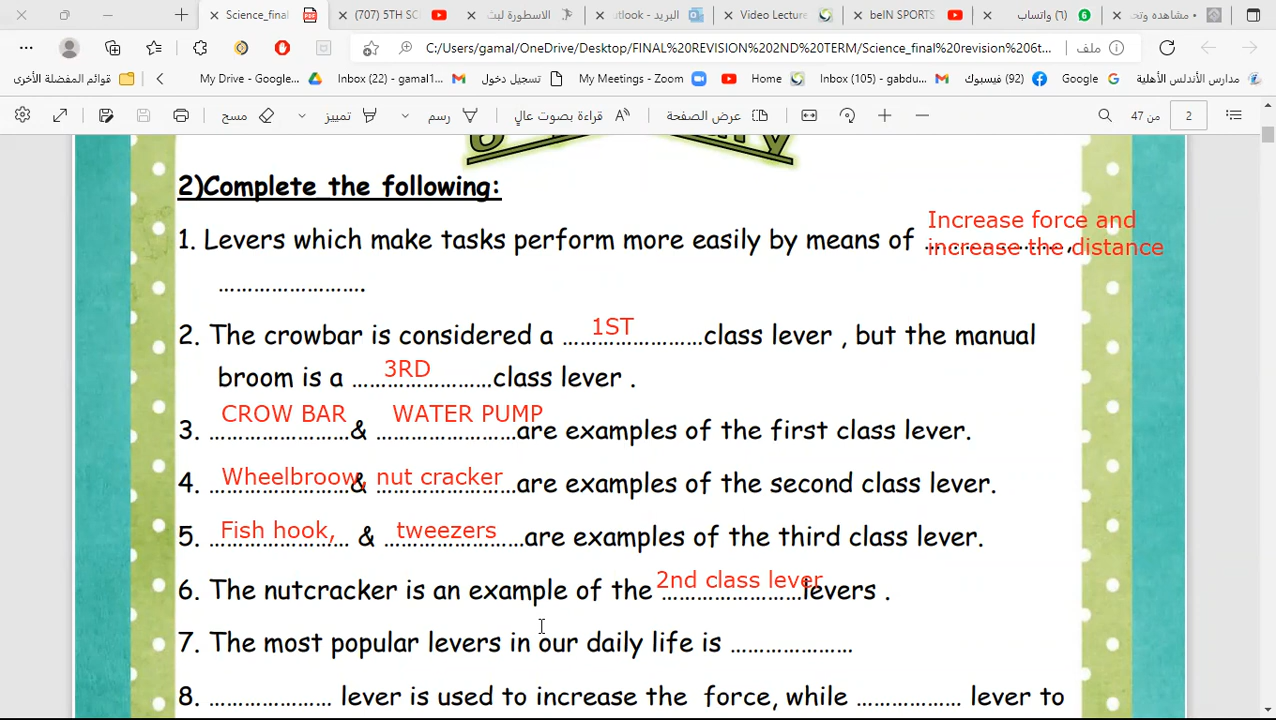 Science_final
(707) 5TH SC
الاسطورة لبث
البريد - outlook
Video Lecture
beIN SPORTS
(٦) واتساب
مشاهده وتح
C:/Users/gamal/OneDrive/Desktop/FINAL%20REVISION%202ND%20TERM/Science_final%20revision%206t...
ملف
قوائم المفضلة الأخرى
My Drive - Google...
Inbox (22) - gamal1...
تسجيل دخول
My Meetings - Zoom
Home
Inbox (105) - gabdu...
(92) فيسبوك
Google
مدارس الأندلس الأهلية
مسح
تمييز
رسم
قراءة بصوت عالٍ
عرض الصفحة
من 47
2
2)Complete the following:
Increase force and
1. Levers which make tasks perform more easily by means of ………………… ,
increase the distance
…………………….
1ST
2. The crowbar is considered a ……………………class lever , but the manual
3RD
broom is a ……………………class lever .
CROW BAR WATER PUMP
3. ……………………& ……………………are examples of the first class lever.
Wheelbroow, nut cracker
4. ……………………& ……………………are examples of the second class lever.
Fish hook, tweezers
5. …………………… & ……………………are examples of the third class lever.
2nd class lever
6. The nutcracker is an example of the ……………………levers .
7. The most popular levers in our daily life is …………………
8. ………………… lever is used to increase the force, while ……………… lever to